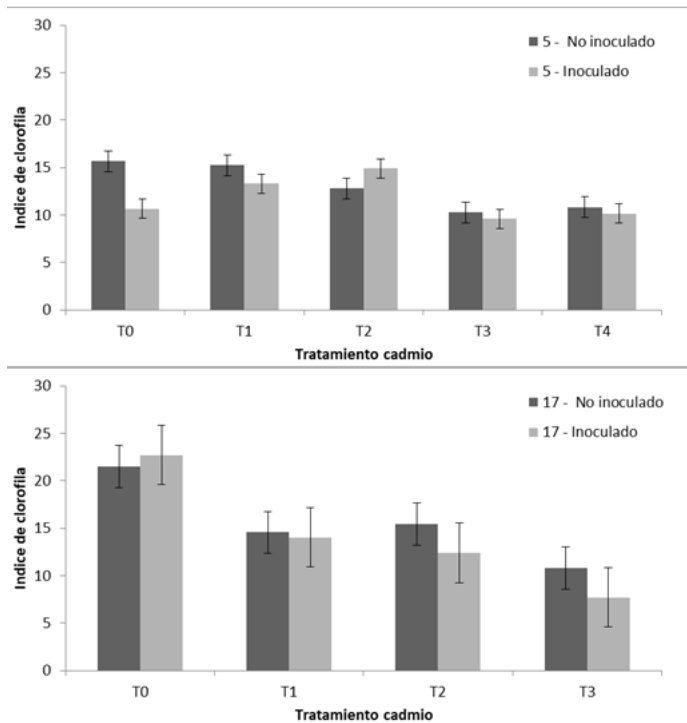 30
25
20
15
10
5
0
Indice de clorofila
5 - No inoculado
5 - Inoculado
T0 T1 T2 T3 T4
Tratamiento cadmio
30
25
20
15
10
5
0
Indice de clorofila
17 - No inoculado
17 - Inoculado
T0 T1 T2 T3
Tratamiento cadmio